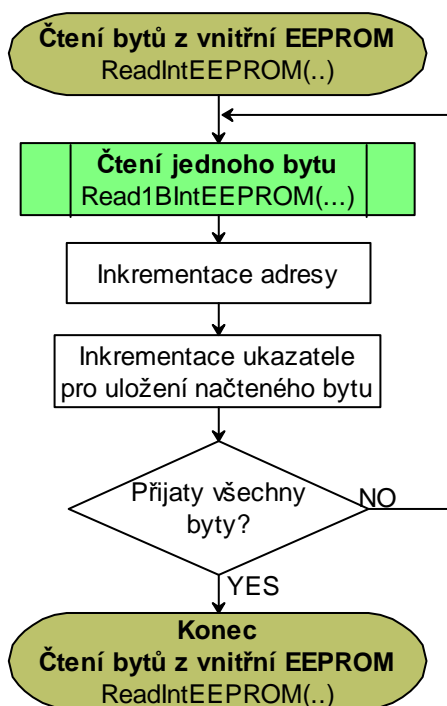 Čtení bytů z vnitřní EEPROM
ReadIntEEPROM(..)
Čtení jednoho bytu
Read1BIntEEPROM(...)
Inkrementace adresy
Inkrementace ukazatele
pro uložení načteného bytu
Přijaty všechny
byty?
NO
YES
Konec
Čtení bytů z vnitřní EEPROM
ReadIntEEPROM(..)